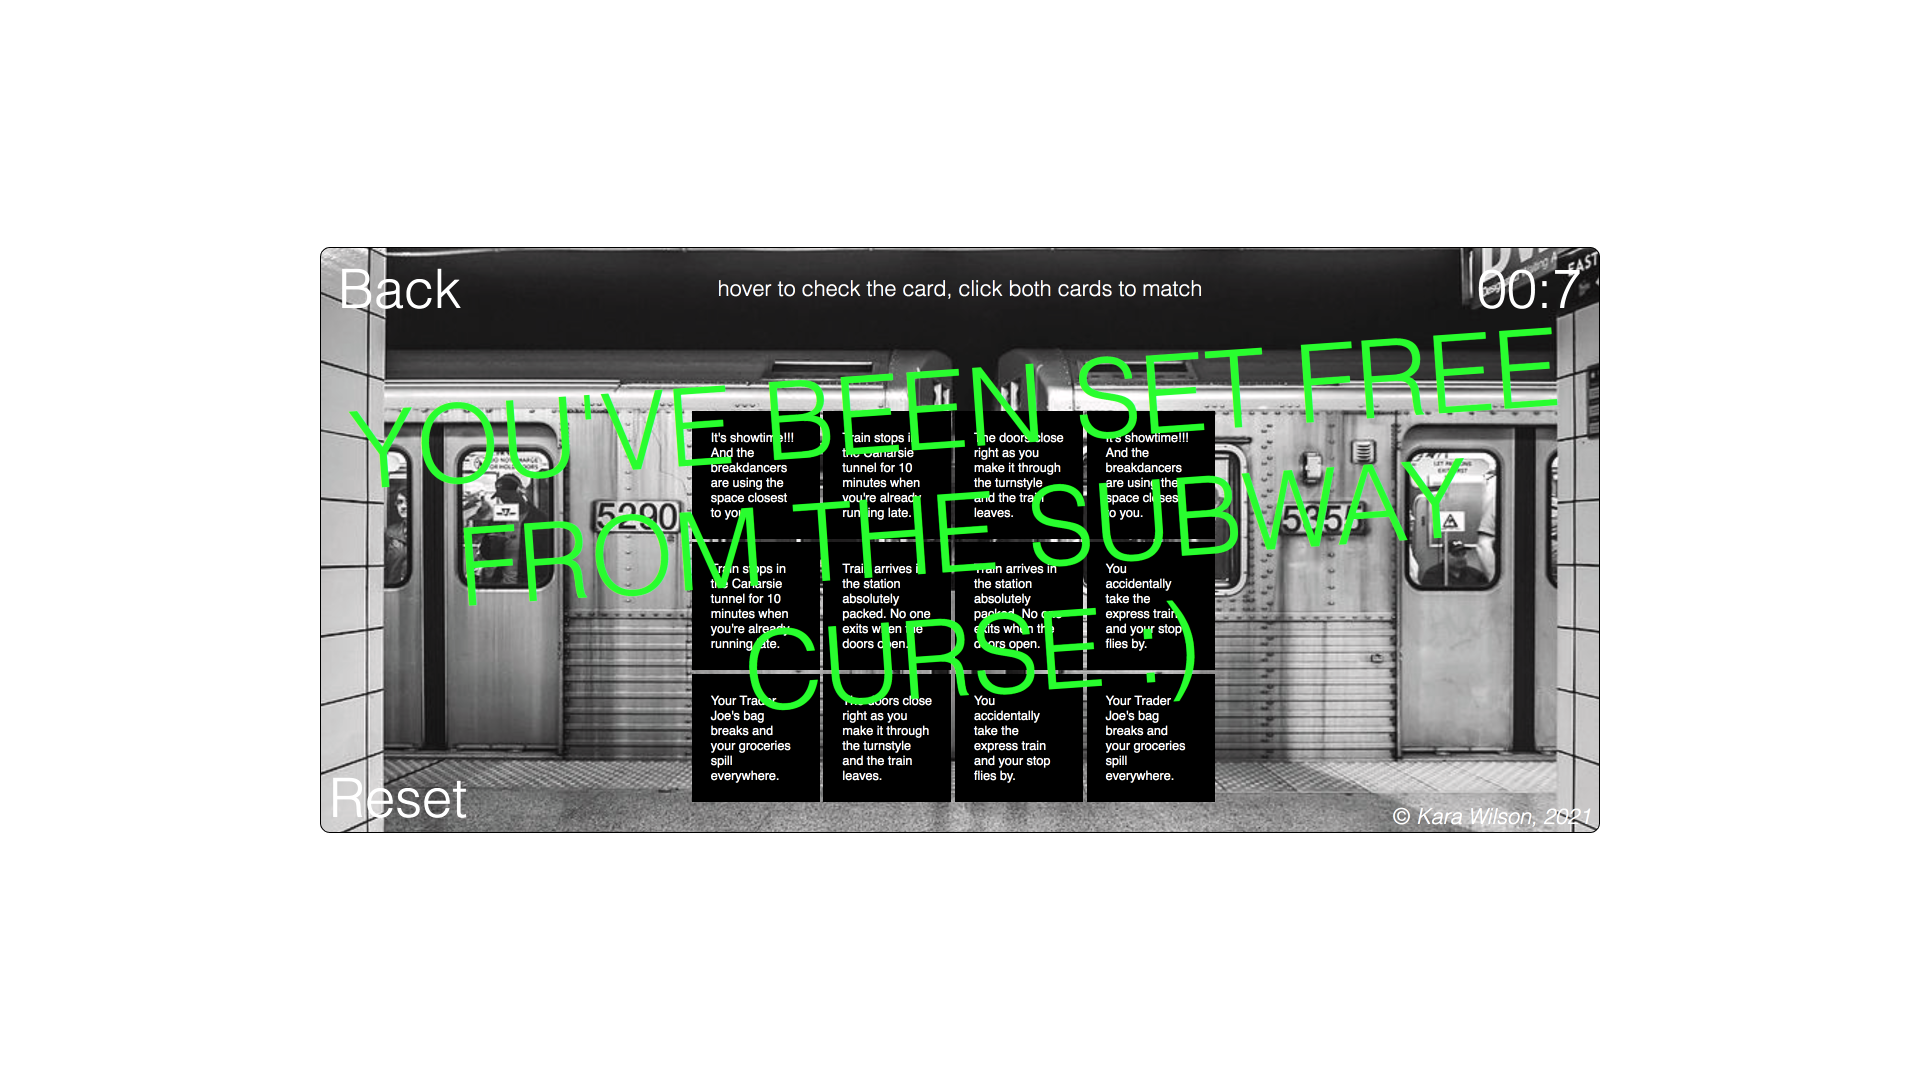 Back
hover to check the card, click both cards to match
00:7
EAST
YOU'VE BEEN SET FREE
FROM THE SUBWAY
CURSE :)
It's showtime!!!
And the
breakdancers
are using the
space closest
to you.
Train stops in
the Canarsie
tunnel for 10
minutes when
you're already
running late.
The doors close
right as you
make it through
the turnstyle
and the train
leaves.
It's showtime!!!
And the
breakdancers
are using the
space closest
to you.
5290
Train stops in
the Canarsie
tunnel for 10
minutes when
you're already
running late.
Train arrives in
the station
absolutely
packed. No one
exits when the
doors open.
Train arrives in
the station
absolutely
packed. No one
exits when the
doors open.
You
accidentally
take the
express train
and your stop
flies by.
Your Trader
Joe's bag
breaks and
your groceries
spill
everywhere.
The doors close
right as you
make it through
the turnstyle
and the train
leaves.
You
accidentally
take the
express train
and your stop
flies by.
Your Trader
Joe's bag
breaks and
your groceries
spill
everywhere.
Reset
© Kara Wilson, 2021